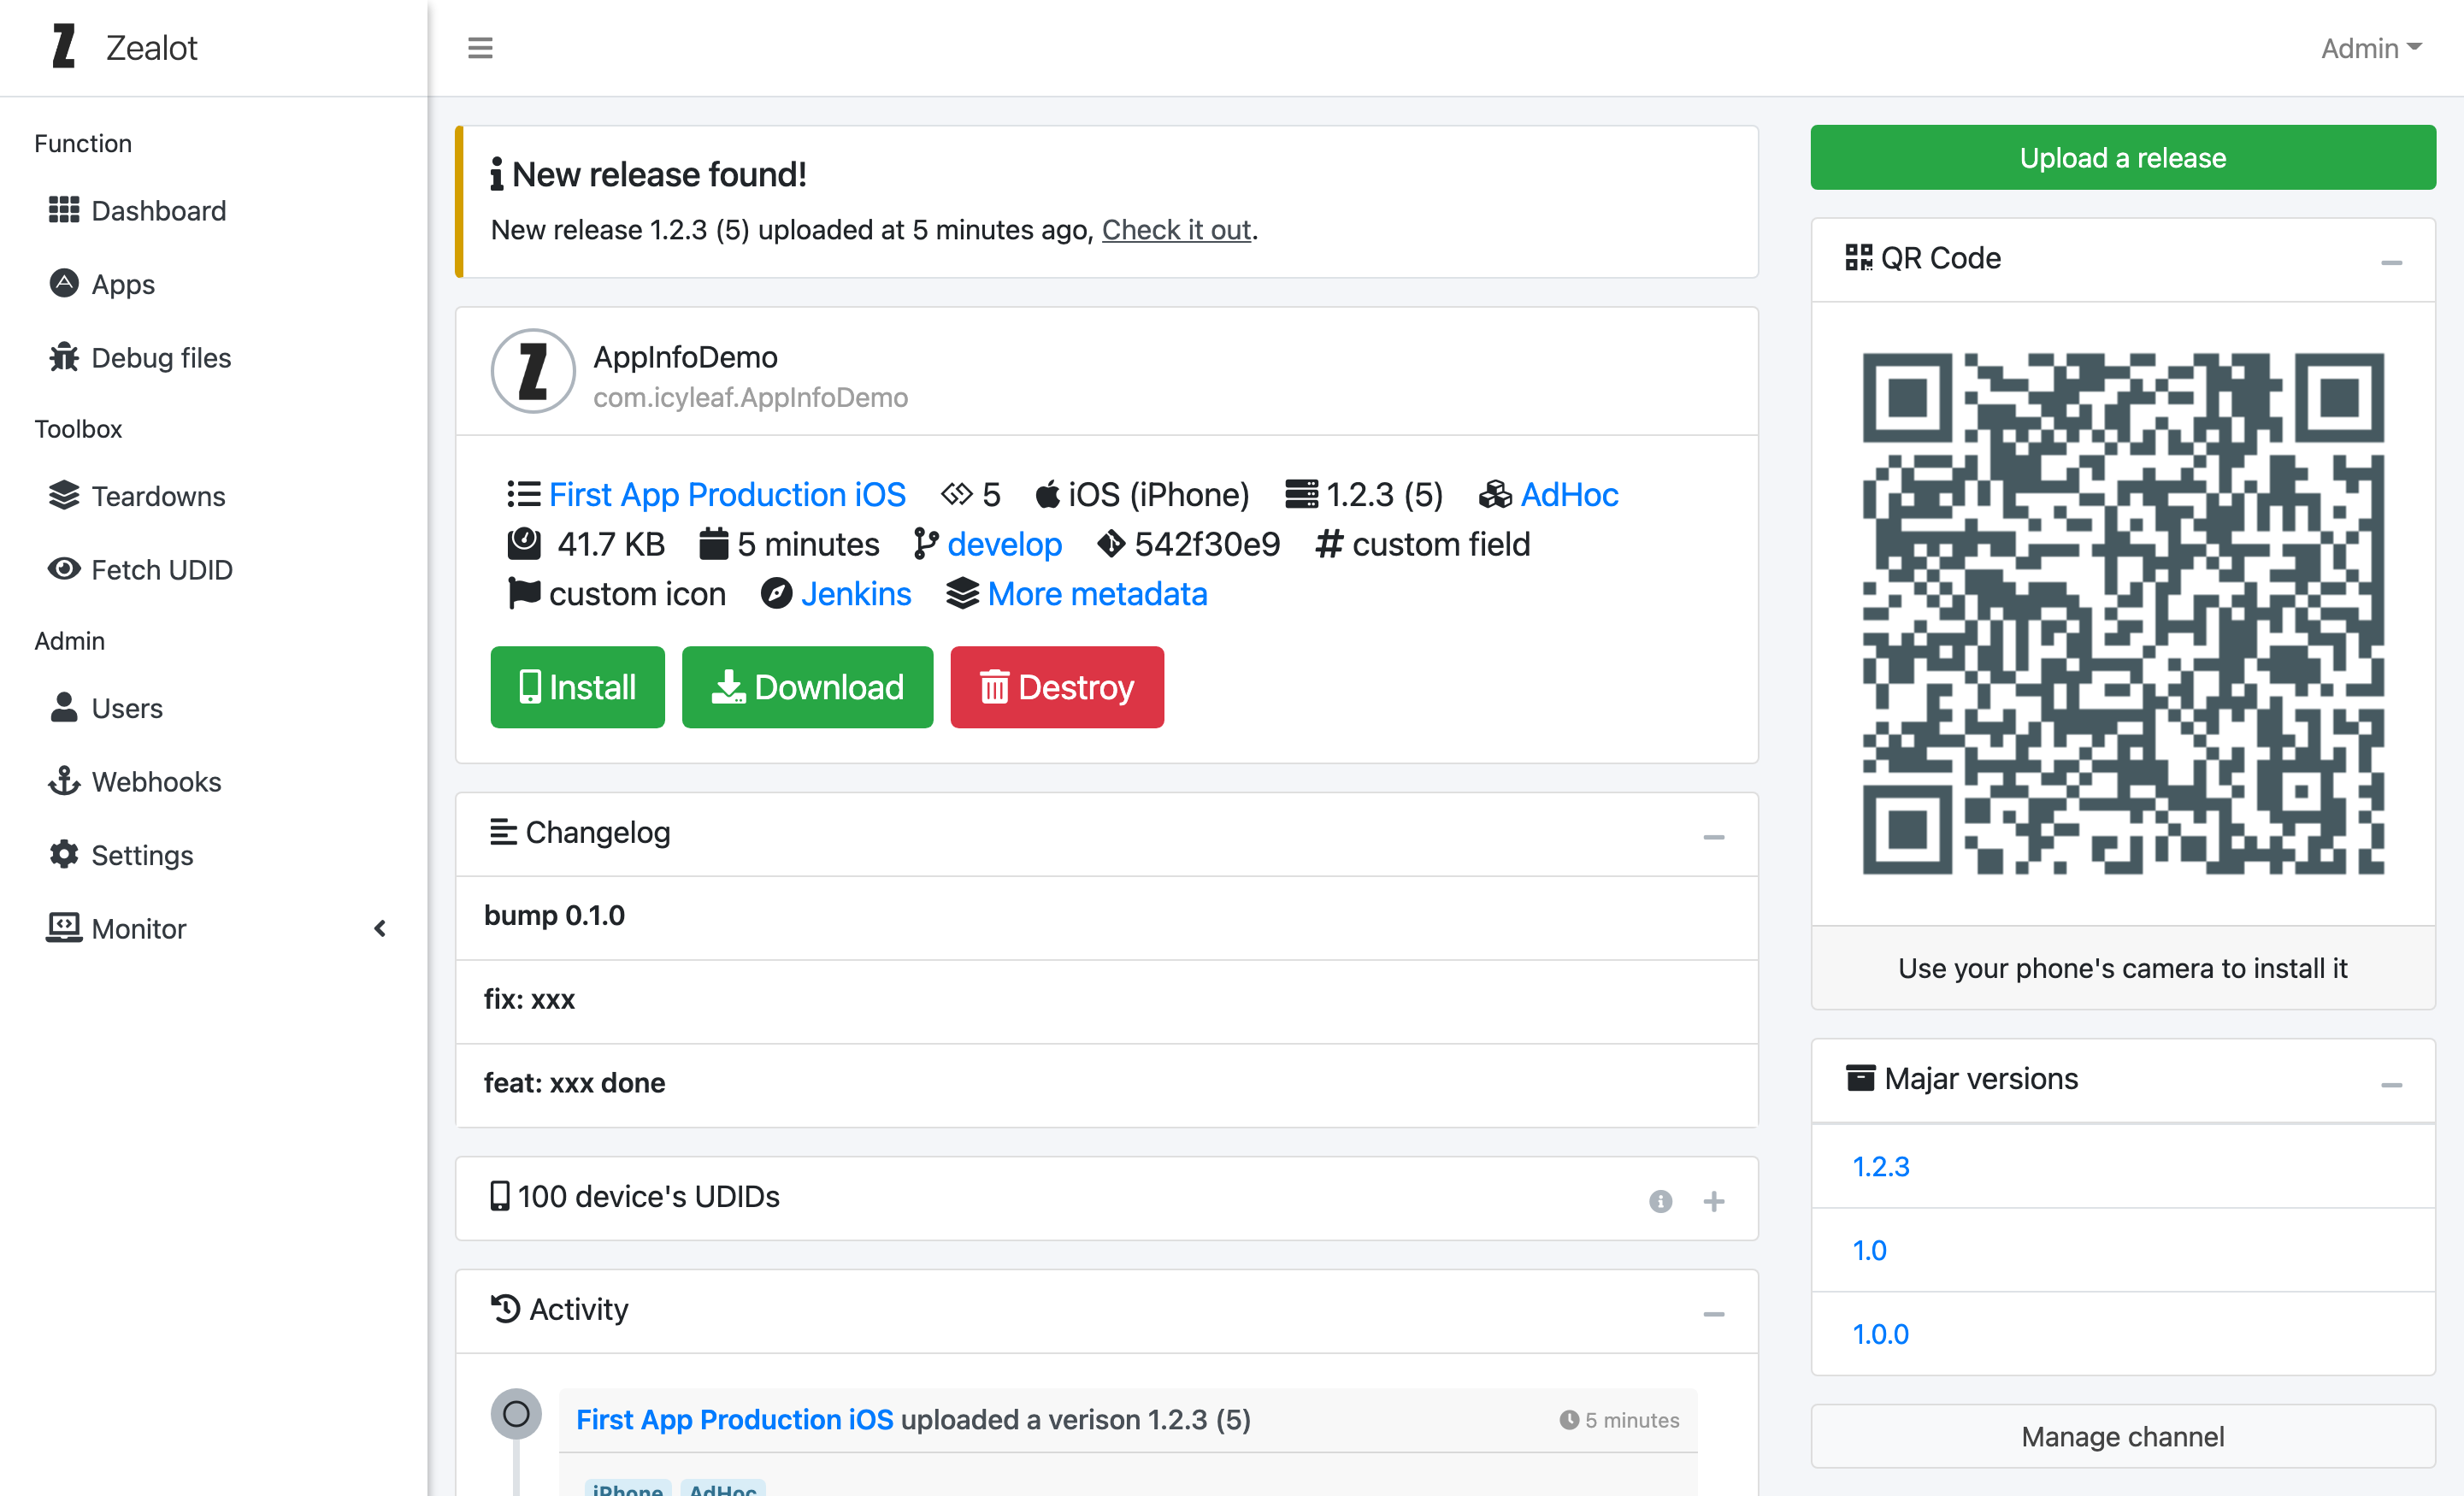 Z Zealot
Admin
Function
Dashboard
Apps
Debug files
Toolbox
Teardowns
Fetch UDID
Admin
Users
Webhooks
Settings
Monitor
New release found!
New release 1.2.3 (5) uploaded at 5 minutes ago, Check it out.
Z
AppInfoDemo
com.icyleaf.AppInfoDemo
First App Production iOS 5 iOS (iPhone) 1.2.3 (5) AdHoc
41.7 KB 5 minutes develop 542f30e9 # custom field
custom icon Jenkins More metadata
Install Download Destroy
Changelog
bump 0.1.0
fix: xxx
feat: xxx done
100 device's UDIDs
Activity
First App Production iOS uploaded a verison 1.2.3 (5) 5 minutes
iPhone AdHoc
Upload a release
QR Code
Use your phone's camera to install it
Majar versions
1.2.3
1.0
1.0.0
Manage channel